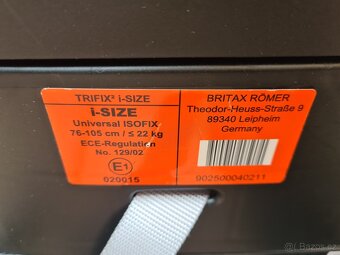 TRIFIX² i-SIZE
i-SIZE
Universal ISOFIX
76-105 cm / ≤ 22 kg
ECE-Regulation
No. 129/02
E1
020015
BRITAX RÖMER
Theodor-Heuss-Straße 9
89340 Leipheim
Germany
902500040211